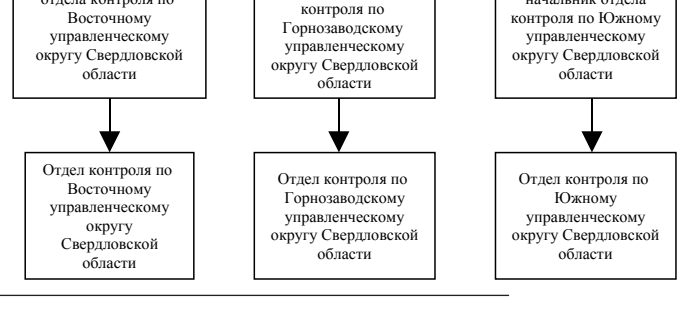 отдела контроля по
Восточному
управленческому
округу Свердловской
области
контроля по
Горнозаводскому
управленческому
округу Свердловской
области
начальник отдела
контроля по Южному
управленческому
округу Свердловской
области
Отдел контроля по
Восточному
управленческому
округу
Свердловской
области
Отдел контроля по
Горнозаводскому
управленческому
округу Свердловской
области
Отдел контроля по
Южному
управленческому
округу Свердловской
области